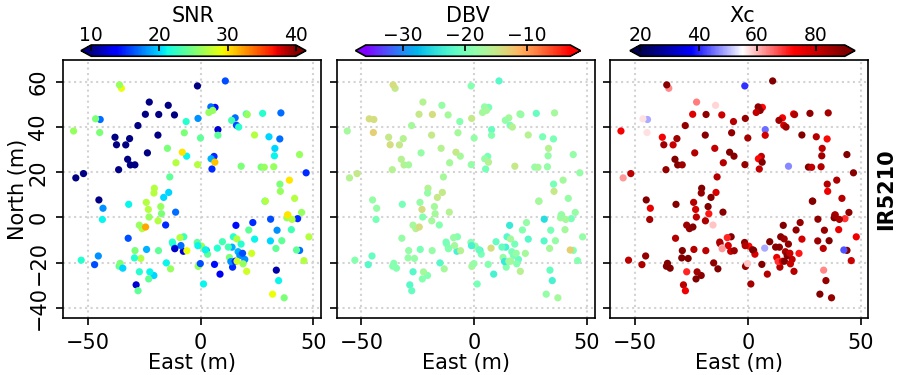 SNR DBV Xc
10 20 30 40 −30 −20 −10 20 40 60 80
60
40
20
0
−20
−40
North (m)
IR5210
−50 0 50 −50 0 50 −50 0 50
East (m) East (m) East (m)